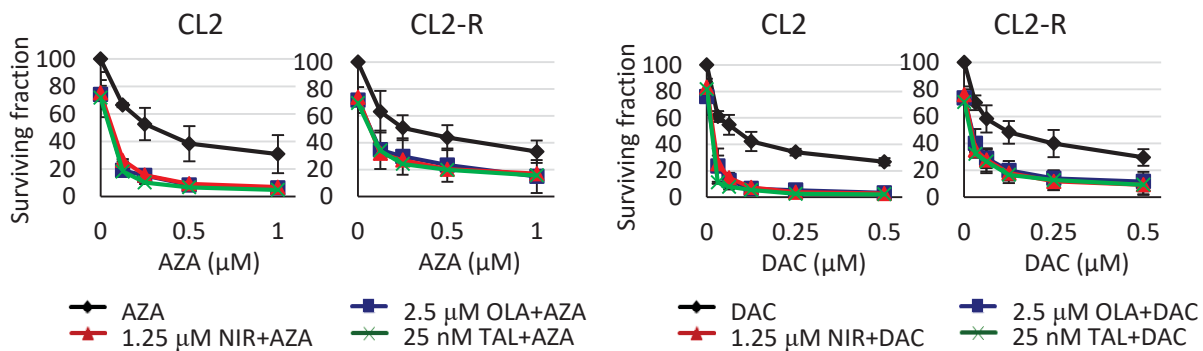 CL2
CL2-R
CL2
CL2-R
Surviving fraction
100
80
60
40
20
0
0
0.5
1
AZA (μM)
100
80
60
40
20
0
0
0.5
1
AZA (μM)
Surviving fraction
100
80
60
40
20
0
0
0.25
0.5
DAC (μM)
100
80
60
40
20
0
0
0.25
0.5
DAC (μM)
AZA
2.5 μM OLA+AZA
1.25 μM NIR+AZA
25 nM TAL+AZA
DAC
2.5 μM OLA+DAC
1.25 μM NIR+DAC
25 nM TAL+DAC